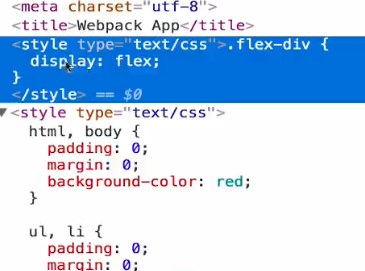 <meta charset="utf-8">
<title>Webpack App</title>
<style type="text/css">.flex-div {
display: flex;
}
</style> == $0
▼<style type="text/css">
html, body {
padding: 0;
margin: 0;
background-color: red;
}
ul, li {
padding: 0;
margin: 0;